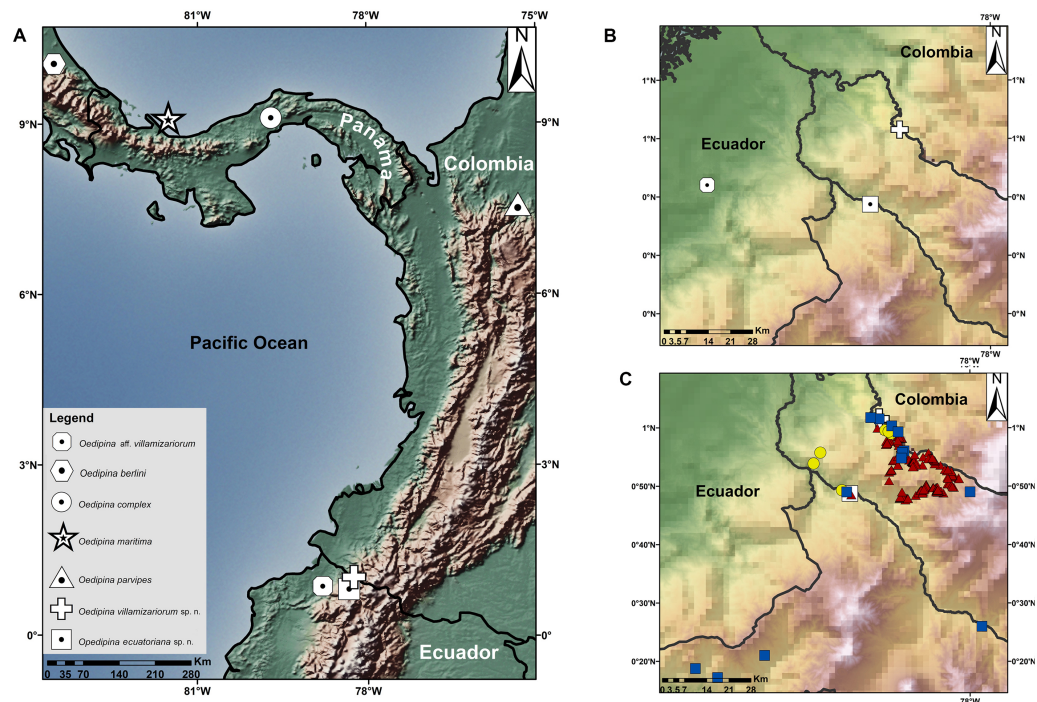 A
81°W
78°W
75°W
N
9°N
9°N
Panama
Colombia
6°N
6°N
Pacific Ocean
3°N
3°N
Legend
Oedipina aff. villamizariorum
Oedipina berlini
Oedipina complex
Oedipina maritima
Oedipina parvipes
Oedipina villamizariorum sp. n.
Opedipina ecuatoriana sp. n.
0°
0°
Ecuador
Km
0 35 70 140 210 280
81°W
78°W
B
78°W
N
Colombia
1°N
1°N
Ecuador
1°N
1°N
0°N
0°N
0°N
0°N
0°N
0°N
Km
0 3.5 7 14 21 28
78°W
C
N
Colombia
1°N
1°N
Ecuador
0°50'N
0°50'N
0°40'N
0°40'N
0°30'N
0°30'N
0°20'N
0°20'N
Km
0 3.5 7 14 21 28
78°W